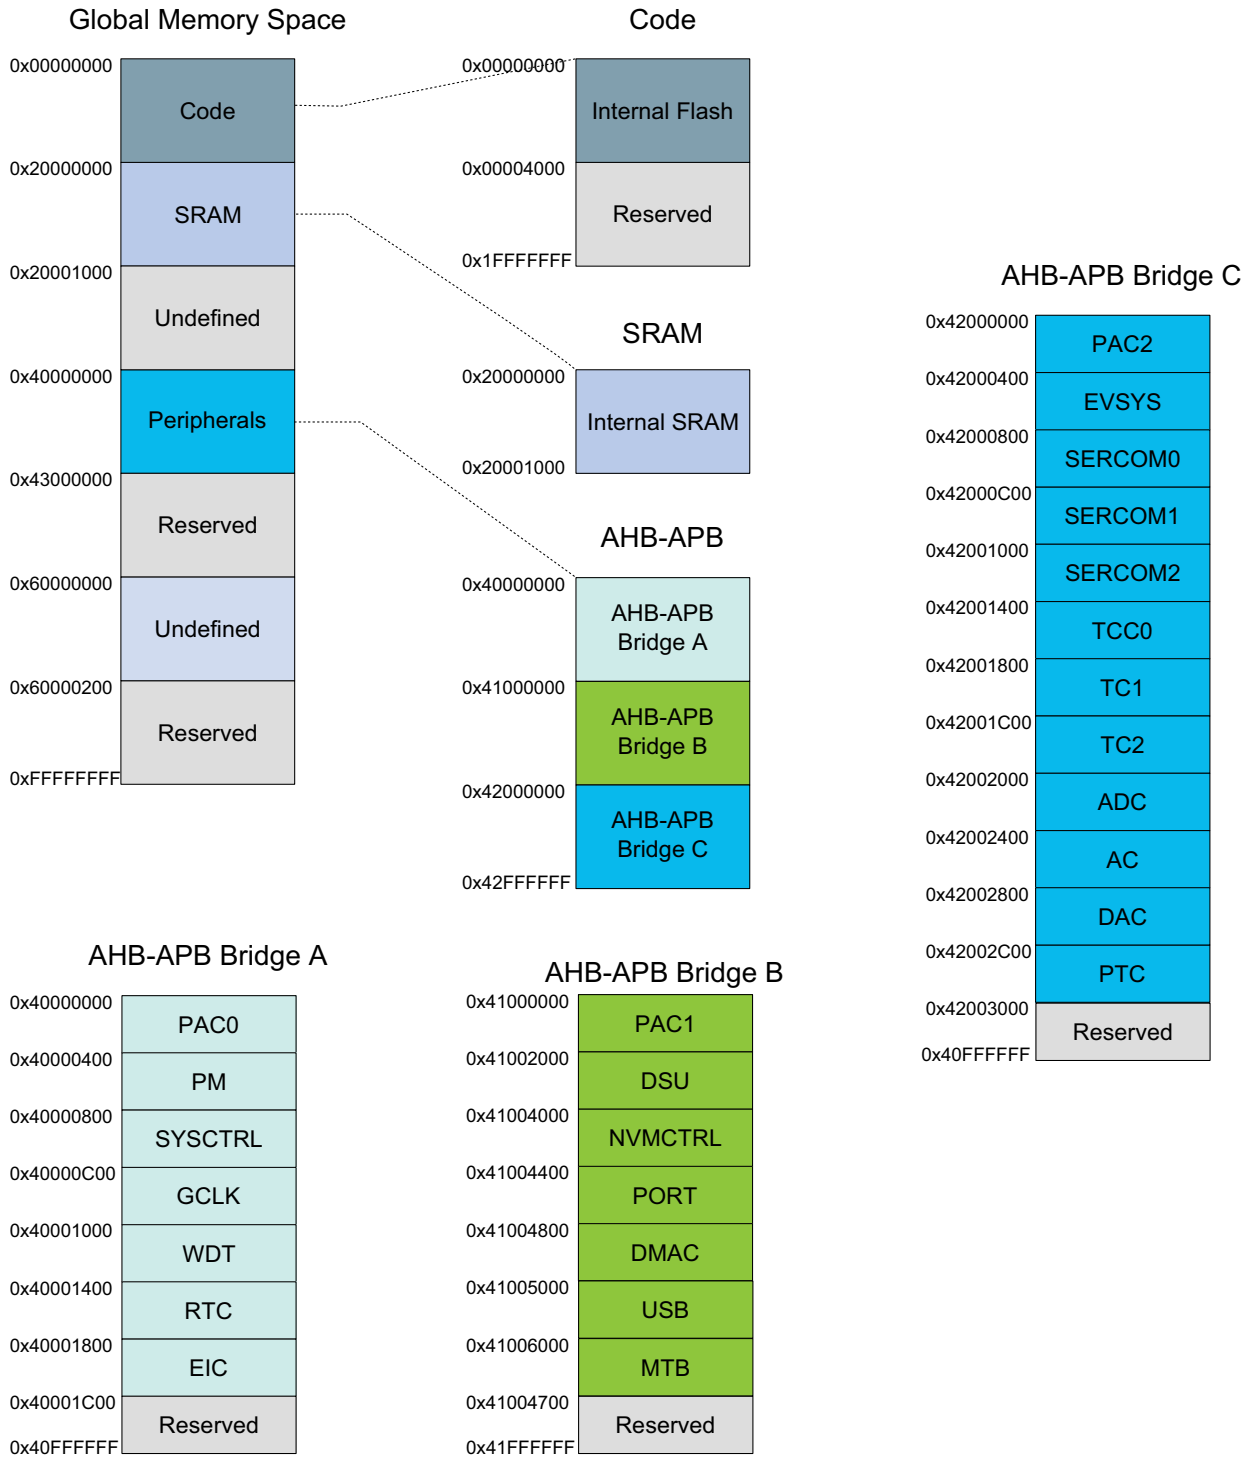 Global Memory Space
0x00000000
Code
0x20000000
SRAM
0x20001000
Undefined
0x40000000
Peripherals
0x43000000
Reserved
0x60000000
Undefined
0x60000200
Reserved
0xFFFFFFFF
Code
0x00000000
Internal Flash
0x00004000
Reserved
0x1FFFFFFF
SRAM
0x20000000
Internal SRAM
0x20001000
AHB-APB
0x40000000
AHB-APB
Bridge A
0x41000000
AHB-APB
Bridge B
0x42000000
AHB-APB
Bridge C
0x42FFFFFF
AHB-APB Bridge C
0x42000000
PAC2
0x42000400
EVSYS
0x42000800
SERCOM0
0x42000C00
SERCOM1
0x42001000
SERCOM2
0x42001400
TCC0
0x42001800
TC1
0x42001C00
TC2
0x42002000
ADC
0x42002400
AC
0x42002800
DAC
0x42002C00
PTC
0x42003000
Reserved
0x40FFFFFF
AHB-APB Bridge A
0x40000000
PAC0
0x40000400
PM
0x40000800
SYSCTRL
0x40000C00
GCLK
0x40001000
WDT
0x40001400
RTC
0x40001800
EIC
0x40001C00
Reserved
0x40FFFFFF
AHB-APB Bridge B
0x41000000
PAC1
0x41002000
DSU
0x41004000
NVMCTRL
0x41004400
PORT
0x41004800
DMAC
0x41005000
USB
0x41006000
MTB
0x41004700
Reserved
0x41FFFFFF